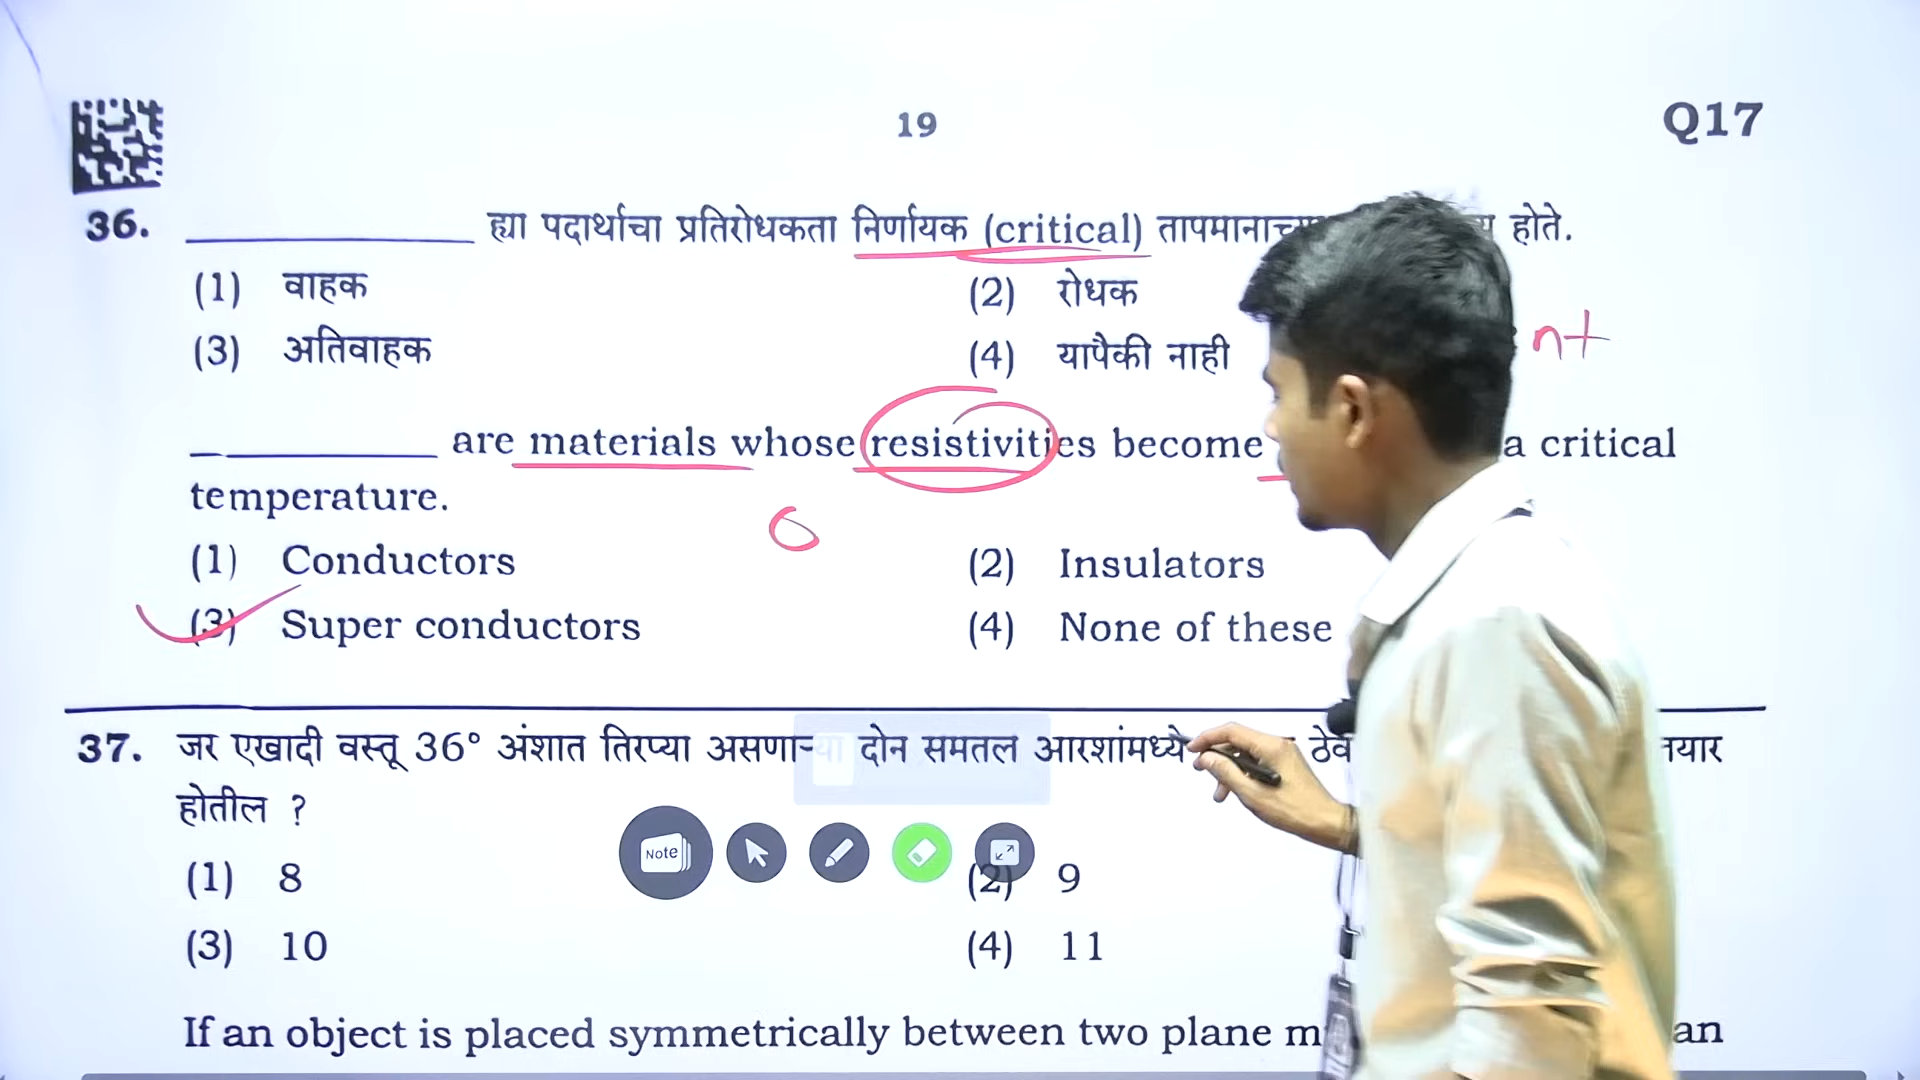 19
Q17
36. ____________ ह्या पदार्थाचा प्रतिरोधकता निर्णायक (critical) होते.
(1) वाहक
(2) रोधक
(3) अतिवाहक
(4) यापैकी नाही
n+
____________ are materials whose resistivities become a critical
temperature.
(1) Conductors
(2) Insulators
(3) Super conductors
(4) None of these
37. जर एखादी वस्तू 36° अंशात तिरप्या असणाऱ्या दोन समतल आरशांमध्ये
होतील ?
(1) 8
(2) 9
(3) 10
(4) 11
Note
If an object is placed symmetrically between two plane an